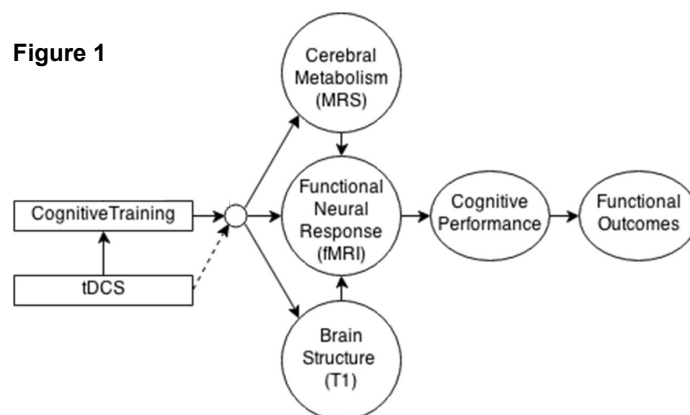 Figure 1
Cerebral
Metabolism
(MRS)
CognitiveTraining
tDCS
Functional
Neural
Response
(fMRI)
Cognitive
Performance
Functional
Outcomes
Brain
Structure
(T1)